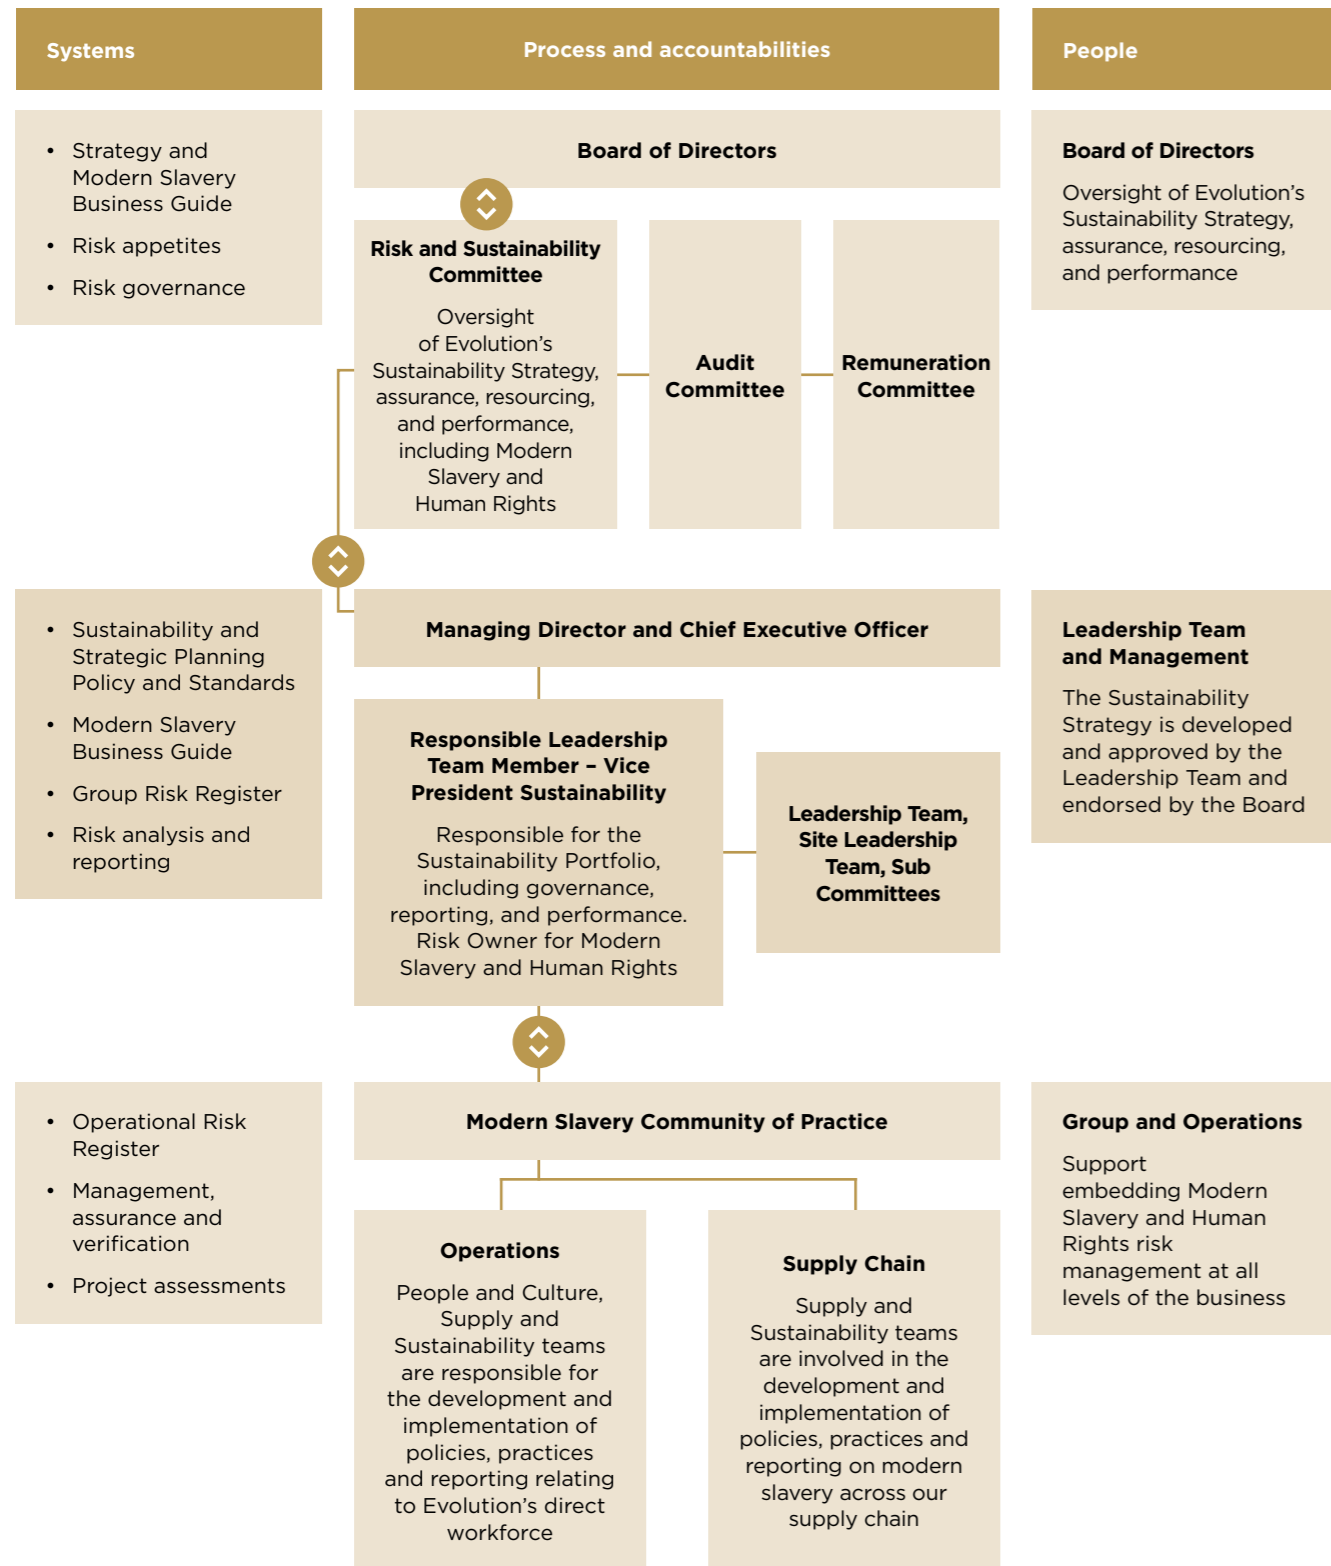 Systems
Process and accountabilities
People
• Strategy and
Modern Slavery
Business Guide
• Risk appetites
• Risk governance
Board of Directors
Risk and Sustainability
Committee
Oversight
of Evolution’s
Sustainability Strategy,
assurance, resourcing,
and performance,
including Modern
Slavery and
Human Rights
Audit
Committee
Remuneration
Committee
Board of Directors
Oversight of Evolution’s
Sustainability Strategy,
assurance, resourcing,
and performance
• Sustainability and
Strategic Planning
Policy and Standards
• Modern Slavery
Business Guide
• Group Risk Register
• Risk analysis and
reporting
Managing Director and Chief Executive Officer
Responsible Leadership
Team Member – Vice
President Sustainability
Responsible for the
Sustainability Portfolio,
including governance,
reporting, and performance.
Risk Owner for Modern
Slavery and Human Rights
Leadership Team,
Site Leadership
Team, Sub
Committees
Leadership Team
and Management
The Sustainability
Strategy is developed
and approved by the
Leadership Team and
endorsed by the Board
• Operational Risk
Register
• Management,
assurance and
verification
• Project assessments
Modern Slavery Community of Practice
Operations
People and Culture,
Supply and
Sustainability teams
are responsible for
the development and
implementation of
policies, practices
and reporting relating
to Evolution’s direct
workforce
Supply Chain
Supply and
Sustainability teams
are involved in the
development and
implementation of
policies, practices and
reporting on modern
slavery across our
supply chain
Group and Operations
Support
embedding Modern
Slavery and Human
Rights risk
management at all
levels of the business